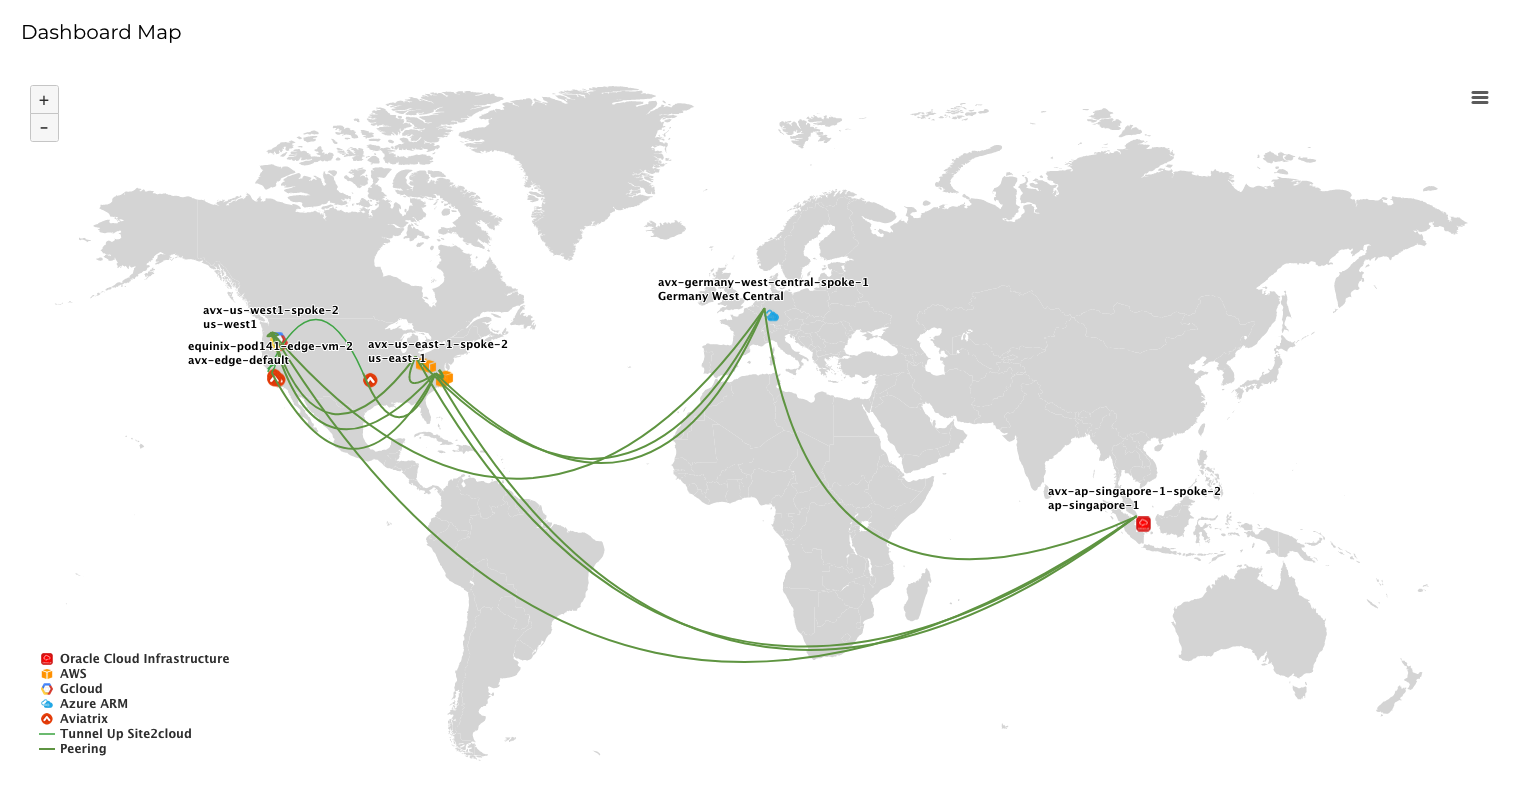 Dashboard Map
+
-
avx-germany-west-central-spoke-1
Germany West Central
avx-us-west1-spoke-2
us-west1
equinix-pod141-edge-vm-2
avx-edge-default
avx-us-east-1-spoke-2
us-east-1
avx-ap-singapore-1-spoke-2
ap-singapore-1
Oracle Cloud Infrastructure
AWS
Gcloud
Azure ARM
Aviatrix
Tunnel Up Site2cloud
Peering